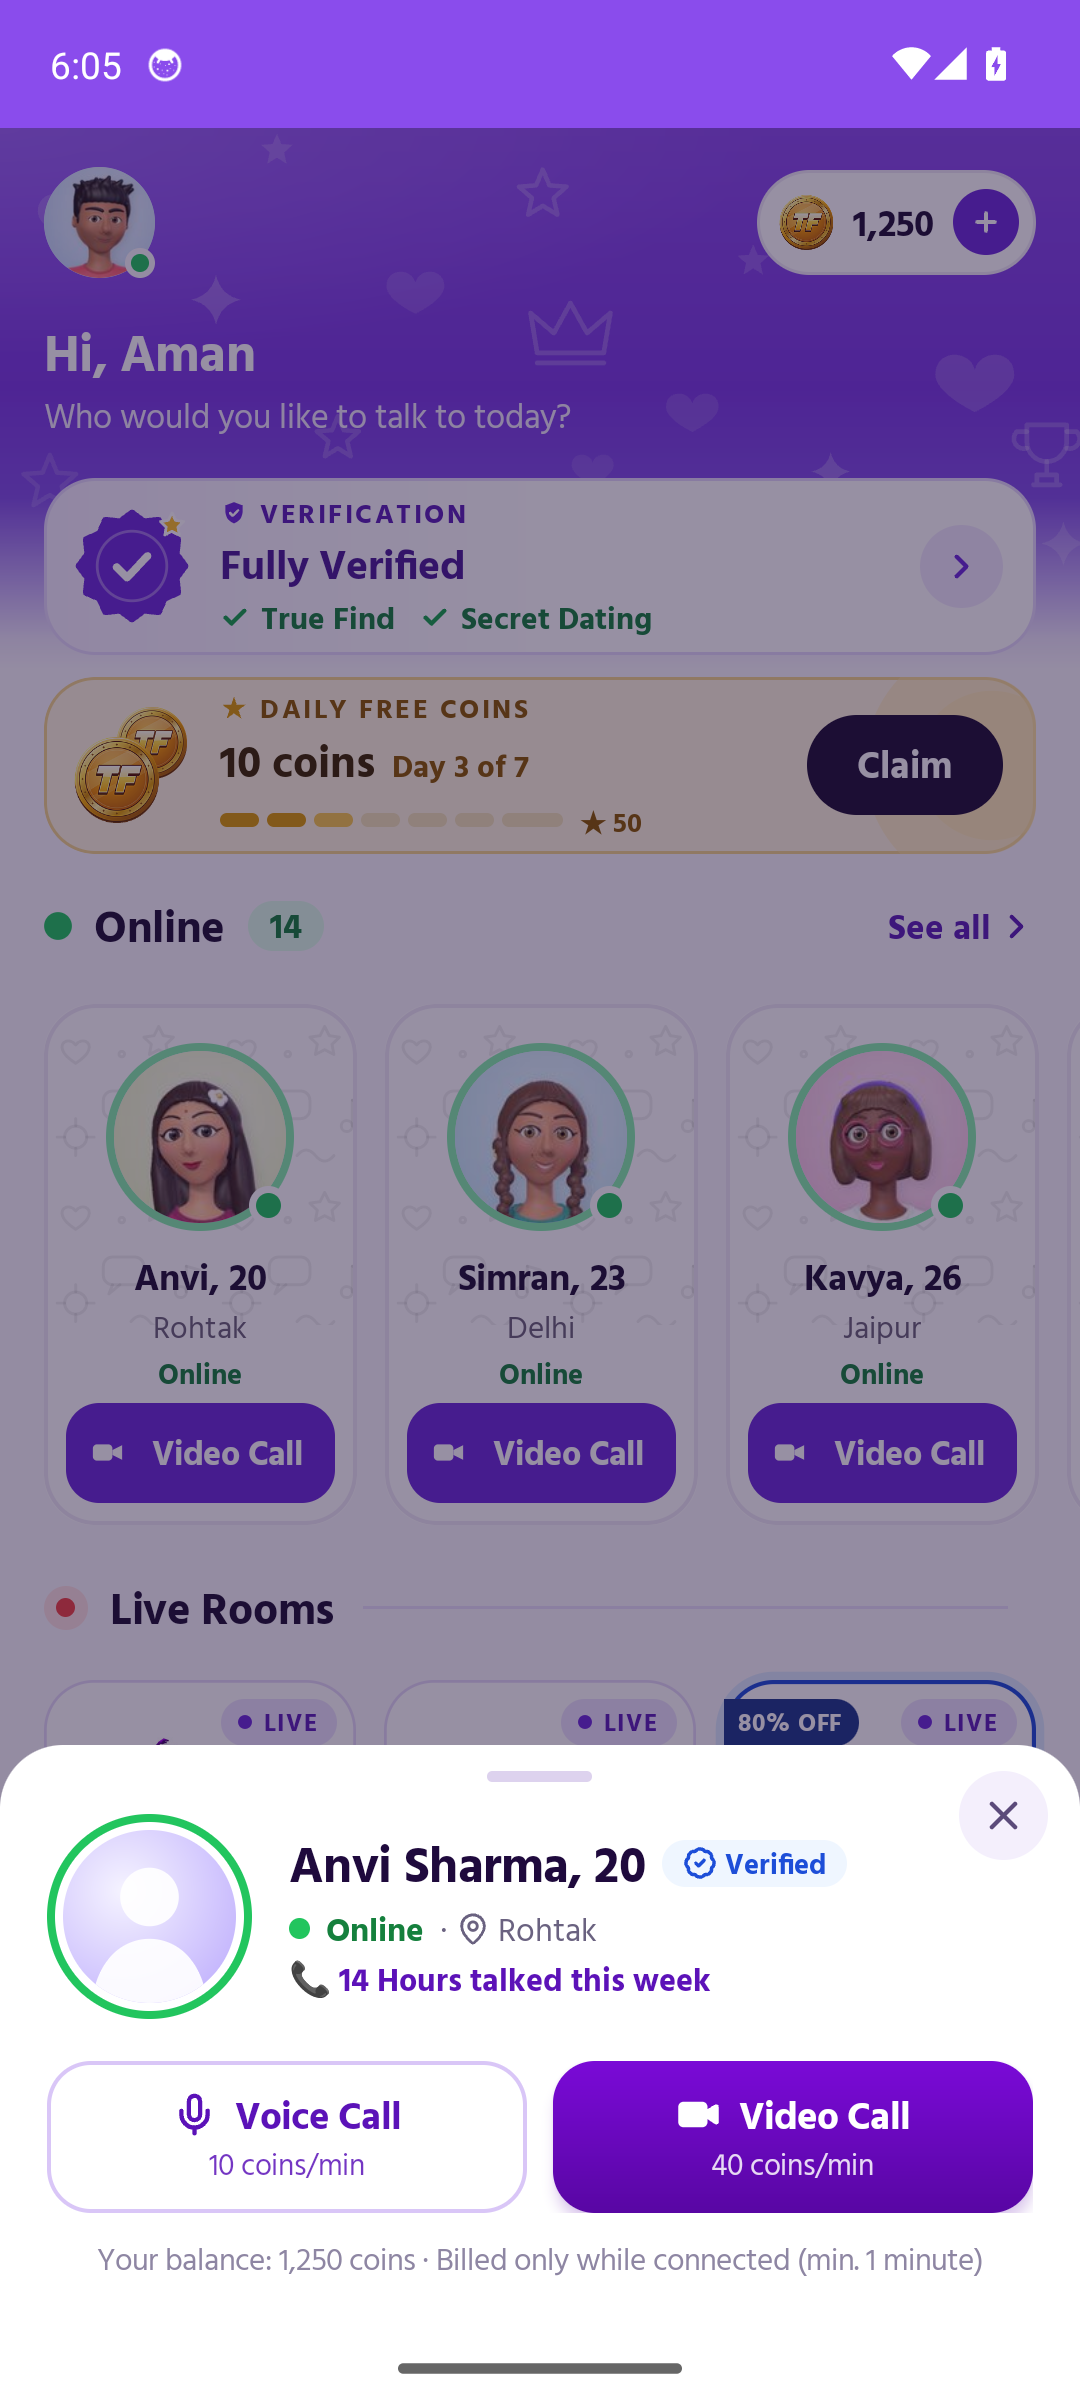 6:05
TF 1,250
Hi, Aman
Who would you like to talk to today?
VERIFICATION
Fully Verified
True Find Secret Dating
DAILY FREE COINS
TF TF
10 coins Day 3 of 7
Claim
★ 50
Online 14
See all
Anvi, 20
Rohtak
Online
Video Call
Simran, 23
Delhi
Online
Video Call
Kavya, 26
Jaipur
Online
Video Call
Live Rooms
LIVE
LIVE
80% OFF LIVE
Anvi Sharma, 20 Verified
Online · Rohtak
14 Hours talked this week
Voice Call
10 coins/min
Video Call
40 coins/min
Your balance: 1,250 coins · Billed only while connected (min. 1 minute)